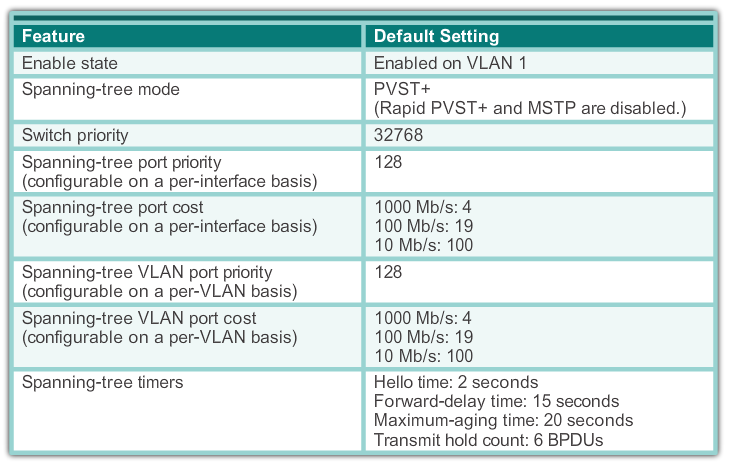 Feature Default Setting
Enable state Enabled on VLAN 1
Spanning-tree mode PVST+
(Rapid PVST+ and MSTP are disabled.)
Switch priority 32768
Spanning-tree port priority 128
(configurable on a per-interface basis)
Spanning-tree port cost 1000 Mb/s: 4
(configurable on a per-interface basis) 100 Mb/s: 19
10 Mb/s: 100
Spanning-tree VLAN port priority 128
(configurable on a per-VLAN basis)
Spanning-tree VLAN port cost 1000 Mb/s: 4
(configurable on a per-VLAN basis) 100 Mb/s: 19
10 Mb/s: 100
Spanning-tree timers Hello time: 2 seconds
Forward-delay time: 15 seconds
Maximum-aging time: 20 seconds
Transmit hold count: 6 BPDUs